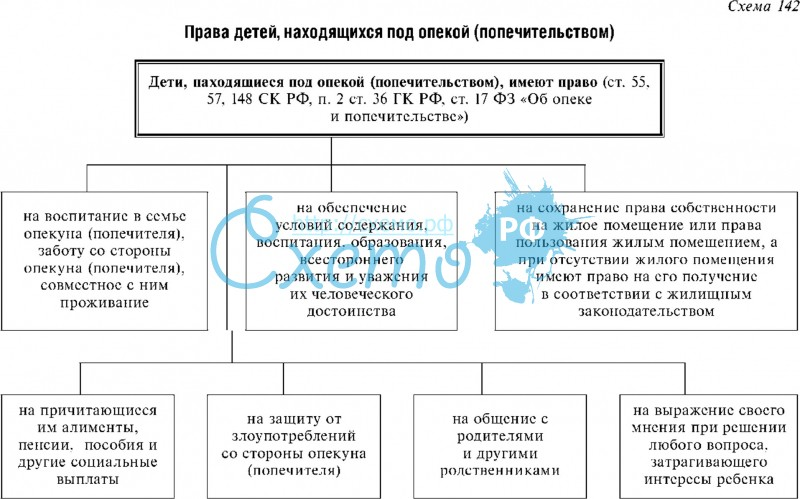 Схема 142
Права детей, находящихся под опекой (попечительством)
Дети, находящиеся под опекой (попечительством), имеют право (ст. 55,
57, 148 СК РФ, п. 2 ст. 36 ГК РФ, ст. 17 ФЗ «Об опеке
и попечительстве»)
на воспитание в семье
опекуна (попечителя),
заботу со стороны
опекуна (попечителя),
совместное с ним
проживание
на обеспечение
условий содержания,
воспитания, образования,
всестороннего
развития и уважения
их человеческого
достоинства
на сохранение права собственности
на жилое помещение или права
пользования жилым помещением, а
при отсутствии жилого помещения
имеют право на его получение
в соответствии с жилищным
законодательством
на причитающиеся
им алименты,
пенсии, пособия и
другие социальные
выплаты
на защиту от
злоупотреблений
со стороны опекуна
(попечителя)
на общение с
родителями
и другими
родственниками
на выражение своего
мнения при решении
любого вопроса,
затрагивающего
интересы ребенка
http://схемо.рф
Схемо
РФ